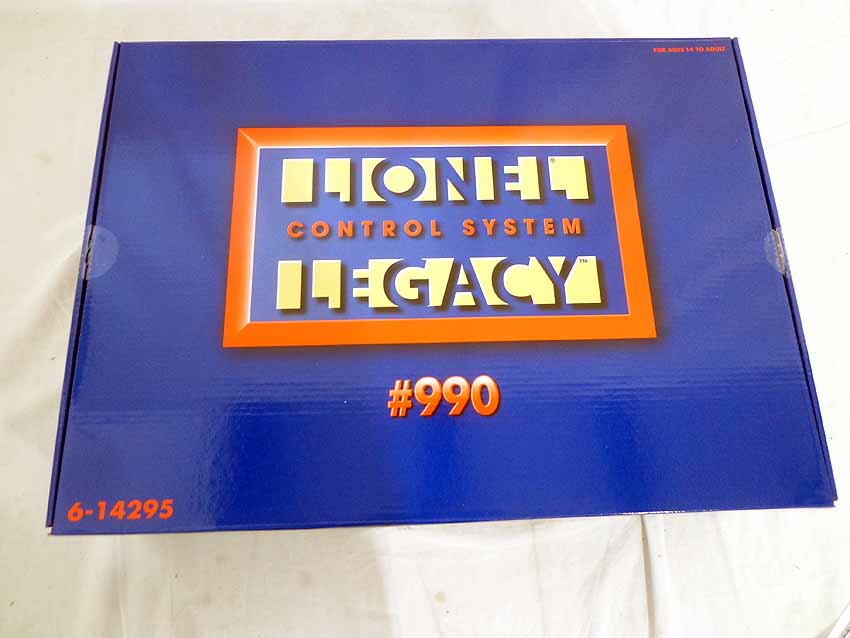 FOR AGES 14 TO ADULT
LIONEL®
CONTROL SYSTEM
LEGACY™
#990
6-14295